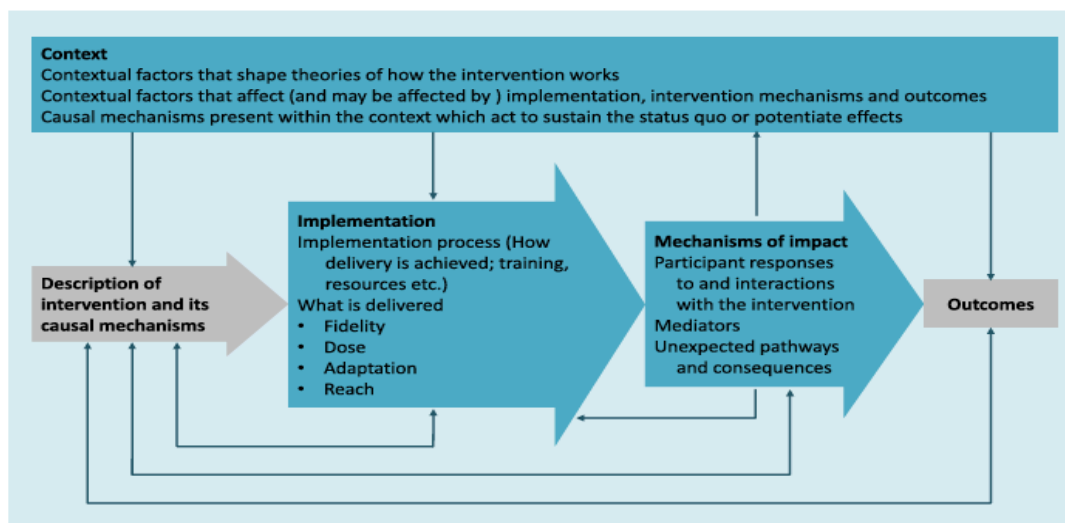 Context
Contextual factors that shape theories of how the intervention works
Contextual factors that affect (and may be affected by ) implementation, intervention mechanisms and outcomes
Causal mechanisms present within the context which act to sustain the status quo or potentiate effects
Description of
intervention and its
causal mechanisms
Implementation
Implementation process (How
delivery is achieved; training,
resources etc.)
What is delivered
• Fidelity
• Dose
• Adaptation
• Reach
Mechanisms of impact
Participant responses
to and interactions
with the intervention
Mediators
Unexpected pathways
and consequences
Outcomes